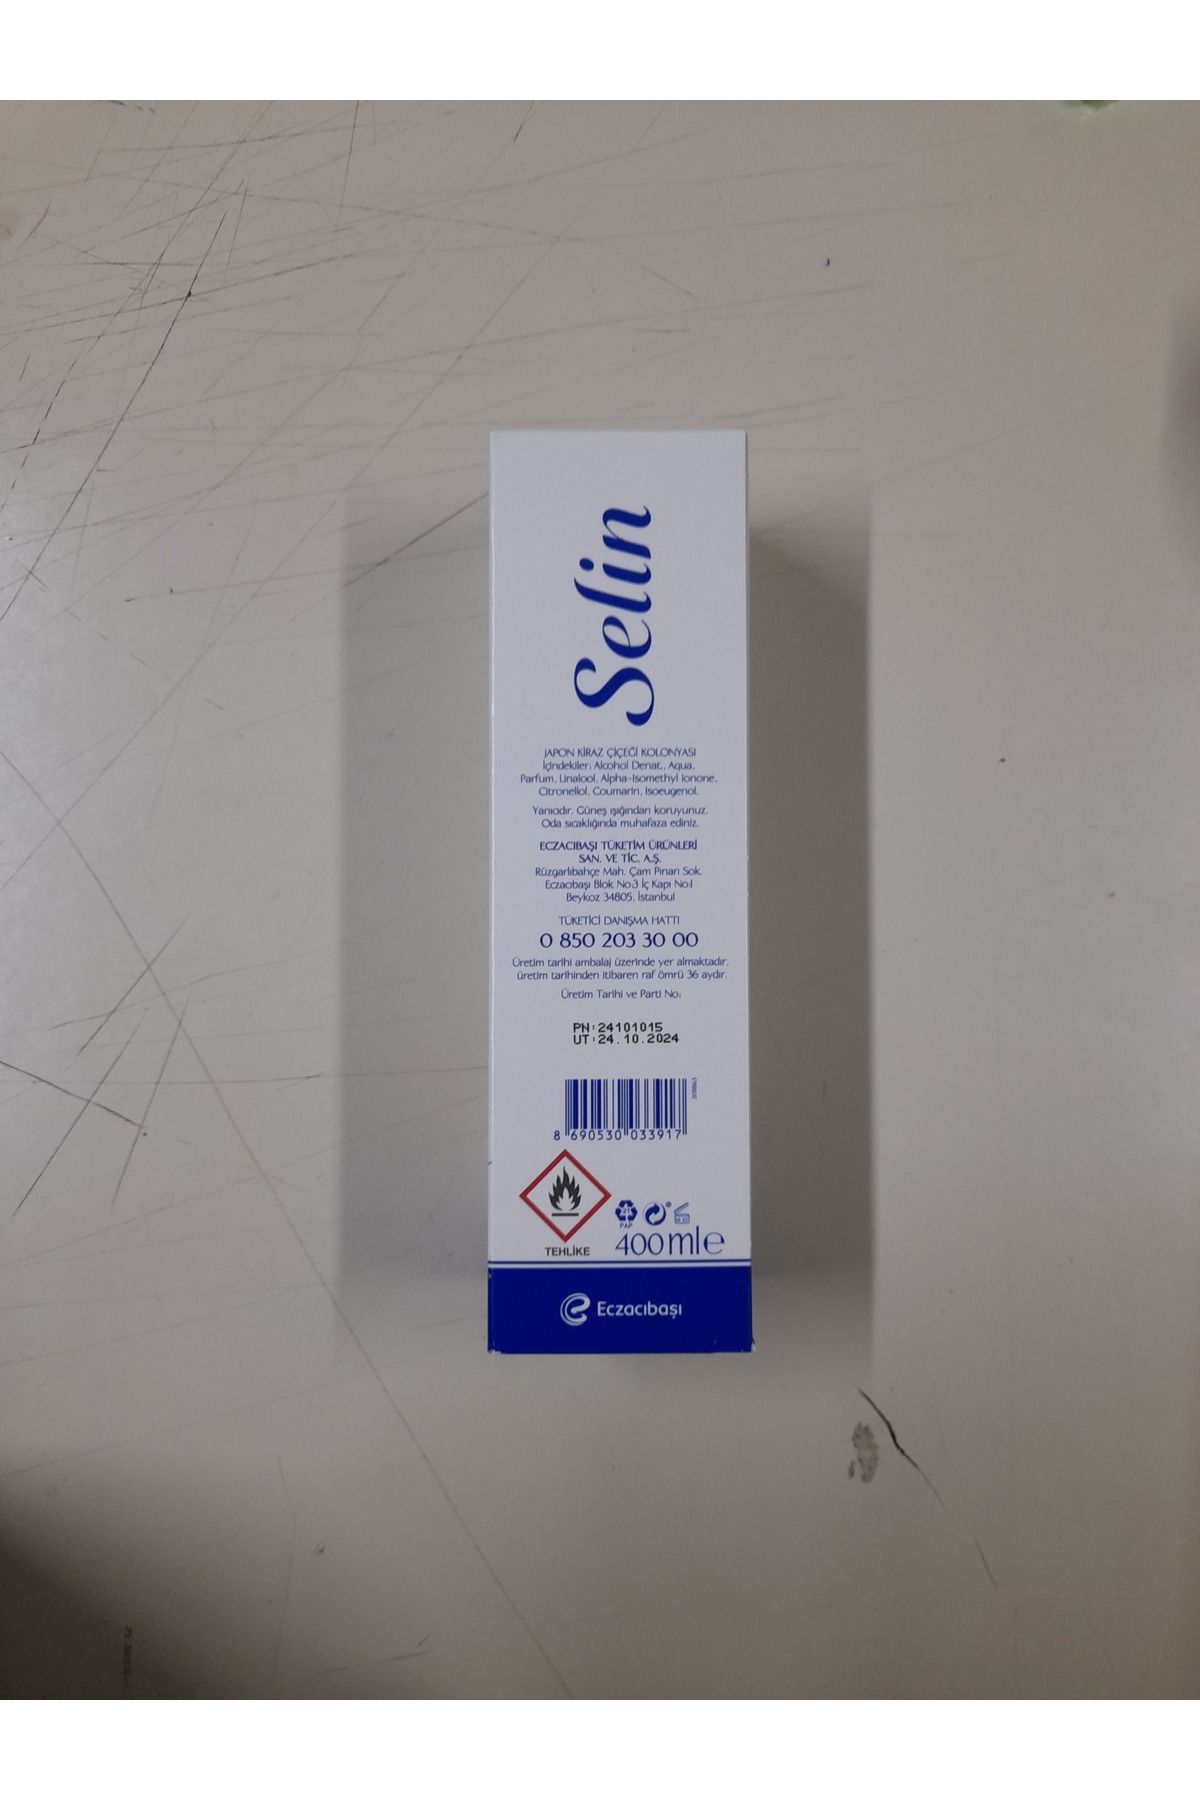 Selin
JAPON KİRAZ ÇİÇEĞİ KOLONYASI
İçindekiler: Alcohol Denat., Aqua,
Parfum, Linalool, Alpha-Isomethyl Ionone,
Citronellol, Coumarin, Isoeugenol.
Yanıcıdır. Güneş ışığından koruyunuz.
Oda sıcaklığında muhafaza ediniz.
ECZACIBAŞI TÜKETİM ÜRÜNLERİ
SAN. VE TİC. A.Ş.
Rüzgarlıbahçe Mah. Çam Pınarı Sok.
Eczacıbaşı Blok No:3 İç Kapı No:1
Beykoz 34805, İstanbul
TÜKETİCİ DANIŞMA HATTI
0 850 203 30 00
Üretim tarihi ambalaj üzerinde yer almaktadır,
üretim tarihinden itibaren raf ömrü 36 aydır.
Üretim Tarihi ve Parti No:
PN:24101015
UT:24.10.2024
8 690530 033917
21
PAP
400 ml e
TEHLİKE
Eczacıbaşı